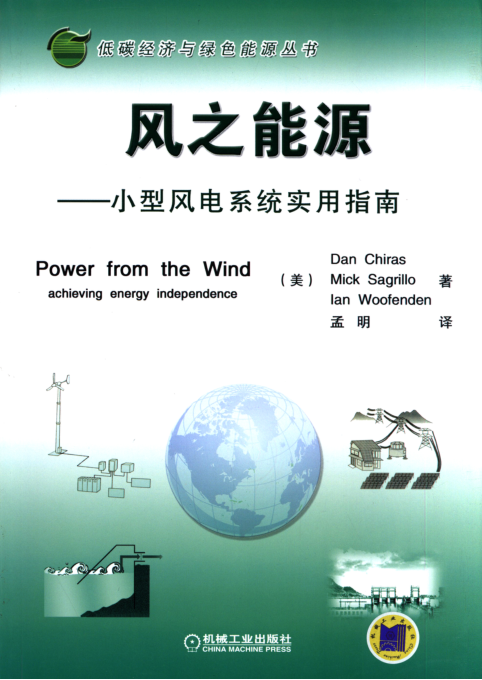 低碳经济与绿色能源丛书
风之能源
——小型风电系统实用指南
Power from the Wind
achieving energy independence
（美）
Dan Chiras
Mick Sagrillo
Ian Woofenden
著
孟明 译
机械工业出版社
CHINA MACHINE PRESS